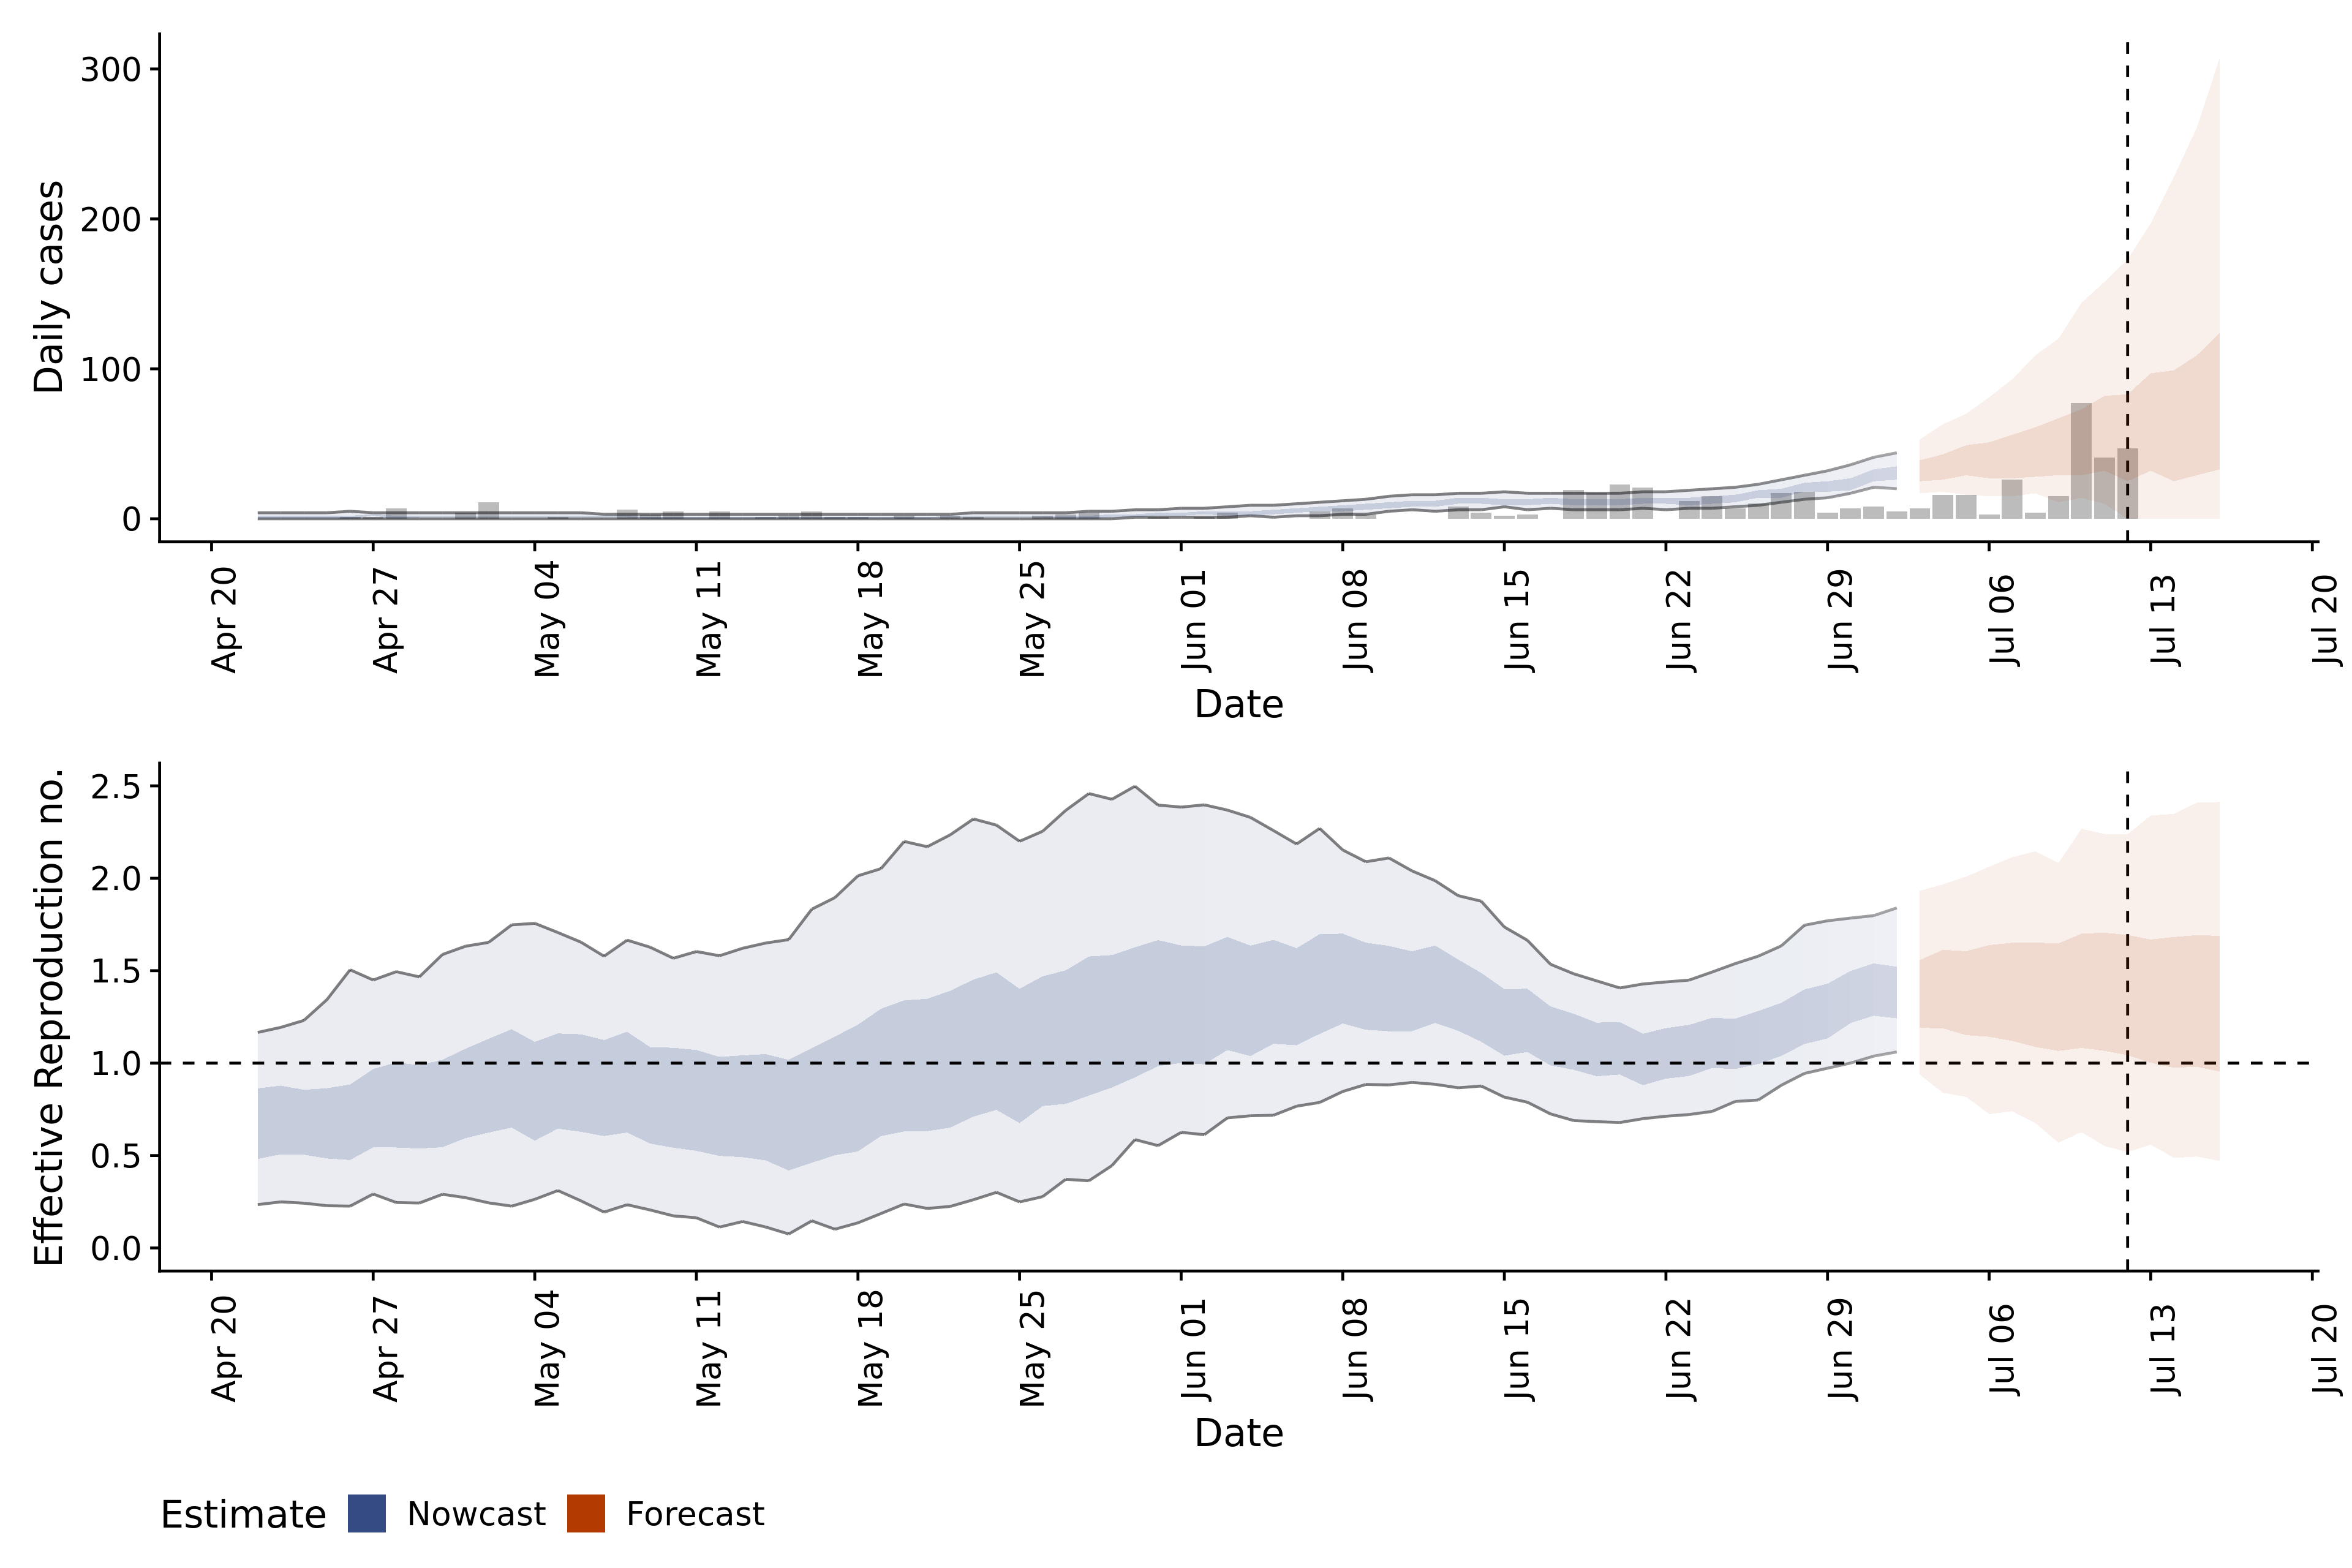 Daily cases
300
200
100
0
Apr 20
Apr 27
May 04
May 11
May 18
May 25
Jun 01
Jun 08
Jun 15
Jun 22
Jun 29
Jul 06
Jul 13
Jul 20
Date
Effective Reproduction no.
2.5
2.0
1.5
1.0
0.5
0.0
Apr 20
Apr 27
May 04
May 11
May 18
May 25
Jun 01
Jun 08
Jun 15
Jun 22
Jun 29
Jul 06
Jul 13
Jul 20
Date
Estimate Nowcast Forecast